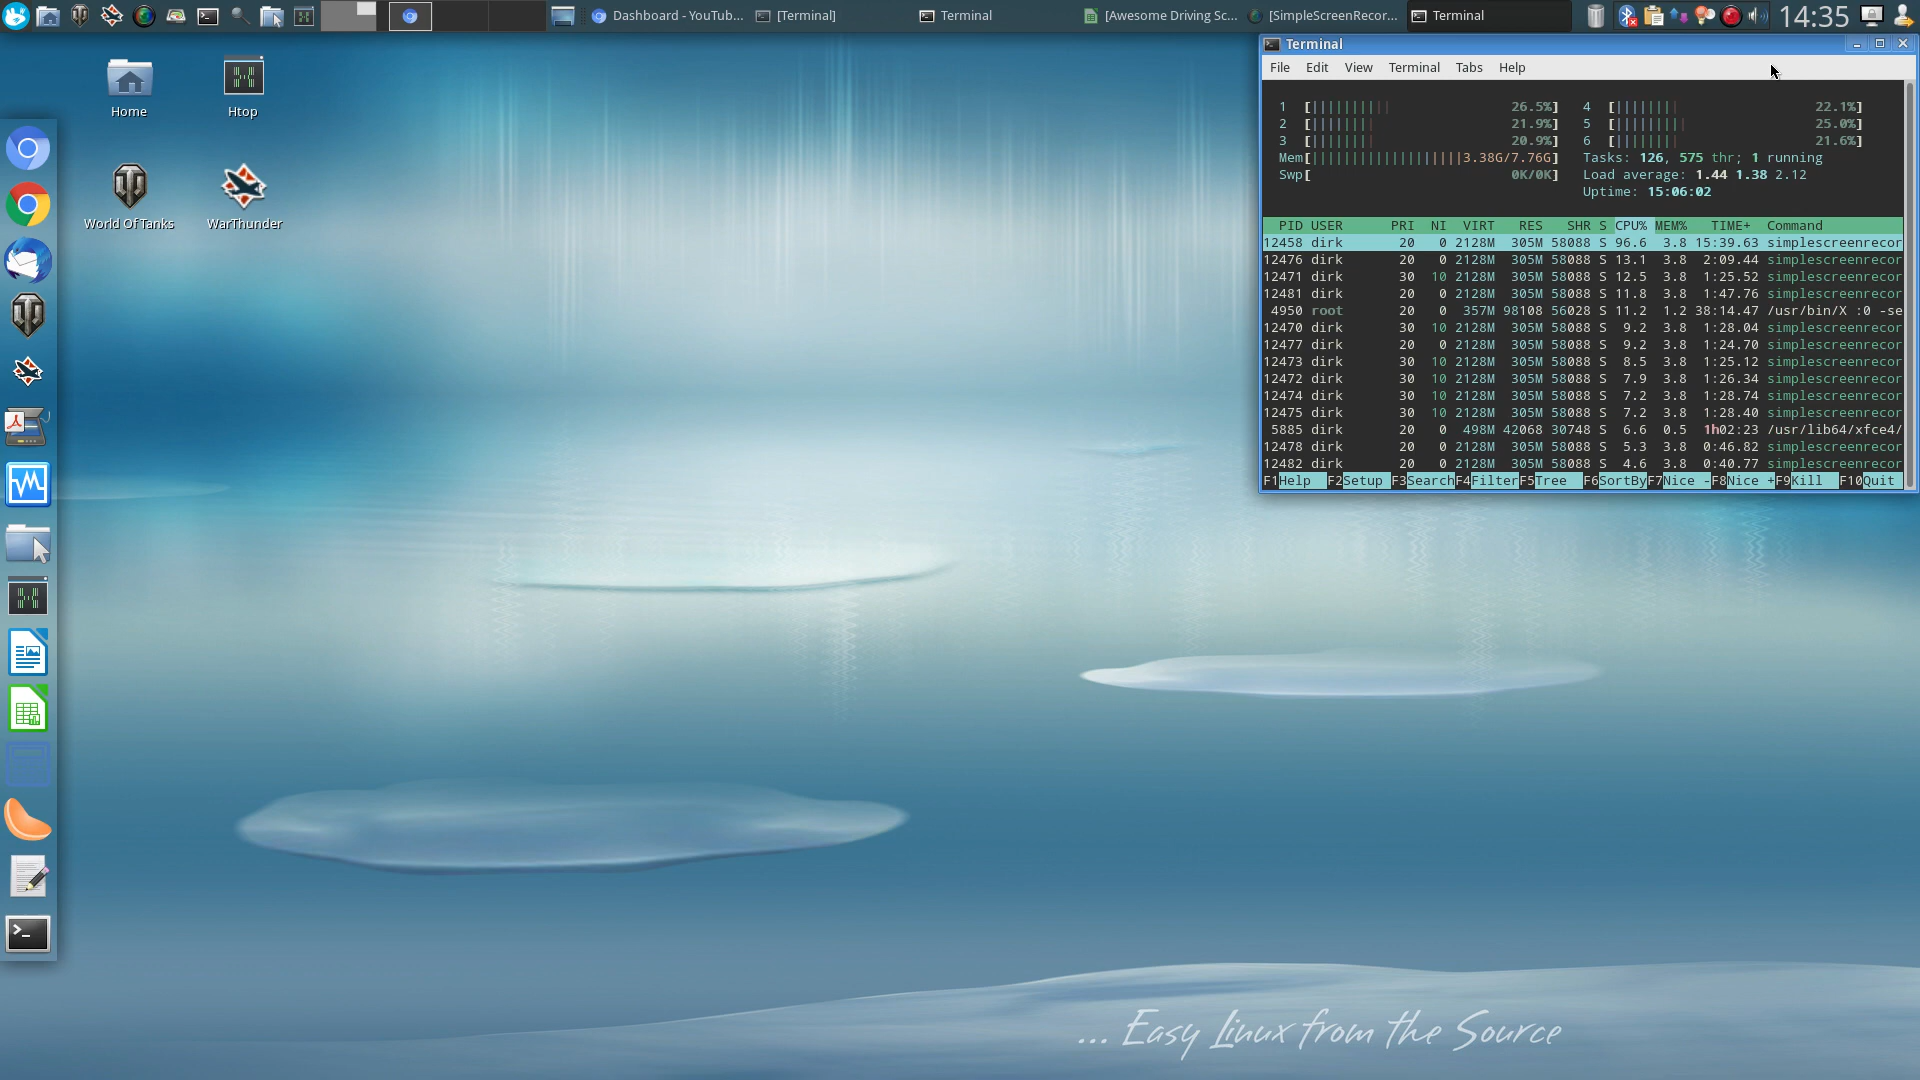 Dashboard - YouTub... [Terminal] Terminal [Awesome Driving Sc... [SimpleScreenRecor... Terminal 14:35
Home
Htop
World Of Tanks
WarThunder
Terminal
File Edit View Terminal Tabs Help
1 [|||||||||| 26.5%] 4 [|||||||| 22.1%]
2 [|||||||| 21.9%] 5 [||||||||| 25.0%]
3 [|||||||| 20.9%] 6 [|||||||| 21.6%]
Mem[|||||||||||||||||||3.38G/7.76G] Tasks: 126, 575 thr; 1 running
Swp[ 0K/0K] Load average: 1.44 1.38 2.12
Uptime: 15:06:02
PID USER PRI NI VIRT RES SHR S CPU% MEM% TIME+ Command
12458 dirk 20 0 2128M 305M 58088 S 96.6 3.8 15:39.63 simplescreenrecor
12476 dirk 20 0 2128M 305M 58088 S 13.1 3.8 2:09.44 simplescreenrecor
12471 dirk 30 10 2128M 305M 58088 S 12.5 3.8 1:25.52 simplescreenrecor
12481 dirk 20 0 2128M 305M 58088 S 11.8 3.8 1:47.76 simplescreenrecor
4950 root 20 0 357M 98108 56028 S 11.2 1.2 38:14.47 /usr/bin/X :0 -se
12470 dirk 30 10 2128M 305M 58088 S 9.2 3.8 1:28.04 simplescreenrecor
12477 dirk 20 0 2128M 305M 58088 S 9.2 3.8 1:24.70 simplescreenrecor
12473 dirk 30 10 2128M 305M 58088 S 8.5 3.8 1:25.12 simplescreenrecor
12472 dirk 30 10 2128M 305M 58088 S 7.9 3.8 1:26.34 simplescreenrecor
12474 dirk 30 10 2128M 305M 58088 S 7.2 3.8 1:28.74 simplescreenrecor
12475 dirk 30 10 2128M 305M 58088 S 7.2 3.8 1:28.40 simplescreenrecor
5885 dirk 20 0 498M 42068 30748 S 6.6 0.5 1h02:23 /usr/lib64/xfce4/
12478 dirk 20 0 2128M 305M 58088 S 5.3 3.8 0:46.82 simplescreenrecor
12482 dirk 20 0 2128M 305M 58088 S 4.6 3.8 0:40.77 simplescreenrecor
F1Help F2Setup F3SearchF4FilterF5Tree F6SortByF7Nice -F8Nice +F9Kill F10Quit
... Easy Linux from the Source